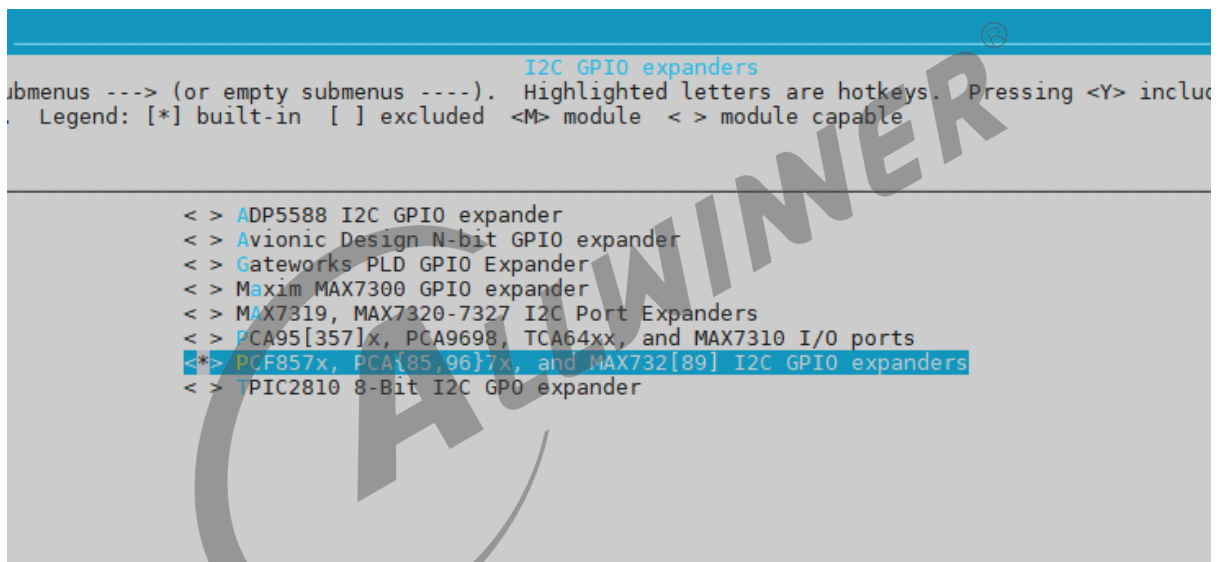 I2C GPIO expanders
ubmenus ---> (or empty submenus ----).  Highlighted letters are hotkeys.  Pressing <Y> includ
.  Legend: [*] built-in  [ ] excluded  <M> module  < > module capable
< > ADP5588 I2C GPIO expander
< > Avionic Design N-bit GPIO expander
< > Gateworks PLD GPIO Expander
< > Maxim MAX7300 GPIO expander
< > MAX7319, MAX7320-7327 I2C Port Expanders
< > PCA95[357]x, PCA9698, TCA64xx, and MAX7310 I/O ports
<*> PCF857x, PCA{85,96}7x, and MAX732[89] I2C GPIO expanders
< > TPIC2810 8-Bit I2C GPO expander
ALLWINNER®